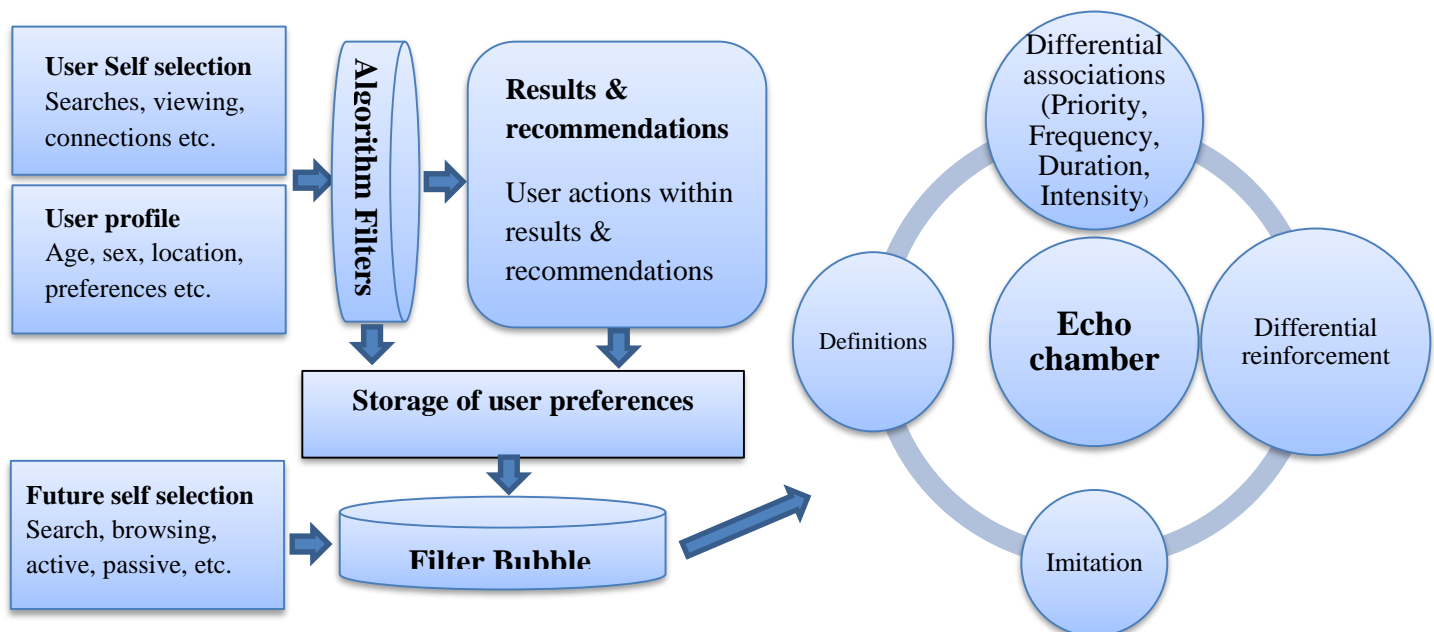 User Self selection
Searches, viewing,
connections etc.
User profile
Age, sex, location,
preferences etc.
Algorithm Filters
Results &
recommendations
User actions within
results &
recommendations
Storage of user preferences
Future self selection
Search, browsing,
active, passive, etc.
Filter Bubble
Differential
associations
(Priority,
Frequency,
Duration,
Intensity)
Definitions
Echo
chamber
Differential
reinforcement
Imitation